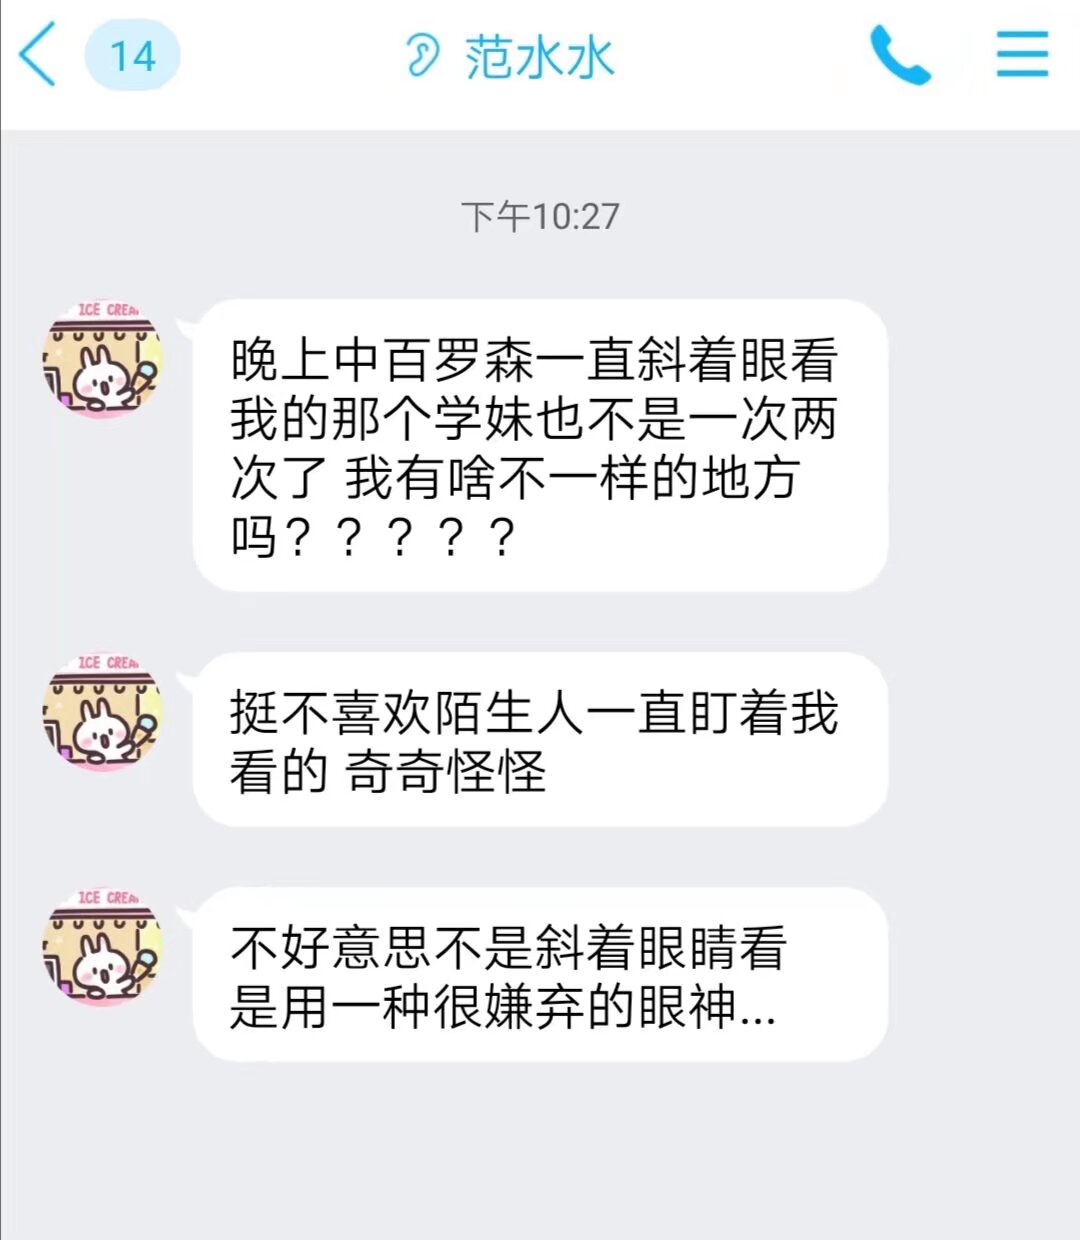 14
范水水
下午10:27
ICE CREA
晚上中百罗森一直斜着眼看
我的那个学妹也不是一次两
次了 我有啥不一样的地方
吗？？？？？
ICE CREA
挺不喜欢陌生人一直盯着我
看的 奇奇怪怪
ICE CREA
不好意思不是斜着眼睛看
是用一种很嫌弃的眼神...